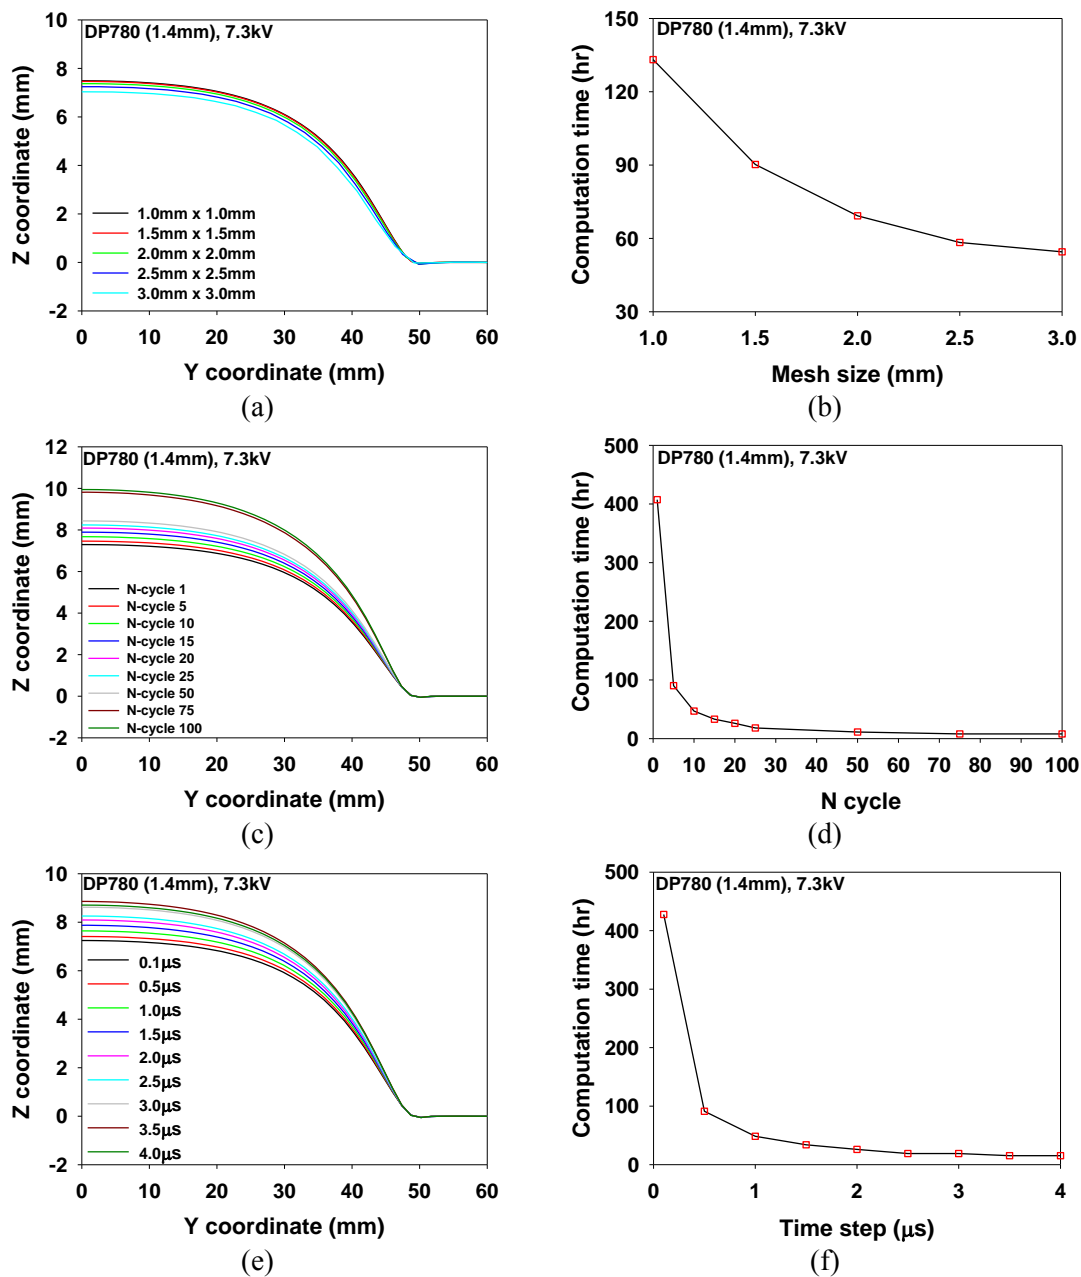 DP780 (1.4mm), 7.3kV
10
8
6
4
2
0
-2
Z coordinate (mm)
1.0mm x 1.0mm
1.5mm x 1.5mm
2.0mm x 2.0mm
2.5mm x 2.5mm
3.0mm x 3.0mm
0 10 20 30 40 50 60
Y coordinate (mm)
(a)
DP780 (1.4mm), 7.3kV
150
120
90
60
30
Computation time (hr)
1.0 1.5 2.0 2.5 3.0
Mesh size (mm)
(b)
DP780 (1.4mm), 7.3kV
12
10
8
6
4
2
0
-2
Z coordinate (mm)
N-cycle 1
N-cycle 5
N-cycle 10
N-cycle 15
N-cycle 20
N-cycle 25
N-cycle 50
N-cycle 75
N-cycle 100
0 10 20 30 40 50 60
Y coordinate (mm)
(c)
DP780 (1.4mm), 7.3kV
500
400
300
200
100
0
Computation time (hr)
0 10 20 30 40 50 60 70 80 90 100
N cycle
(d)
DP780 (1.4mm), 7.3kV
10
8
6
4
2
0
-2
Z coordinate (mm)
0.1μs
0.5μs
1.0μs
1.5μs
2.0μs
2.5μs
3.0μs
3.5μs
4.0μs
0 10 20 30 40 50 60
Y coordinate (mm)
(e)
DP780 (1.4mm), 7.3kV
500
400
300
200
100
0
Computation time (hr)
0 1 2 3 4
Time step (μs)
(f)